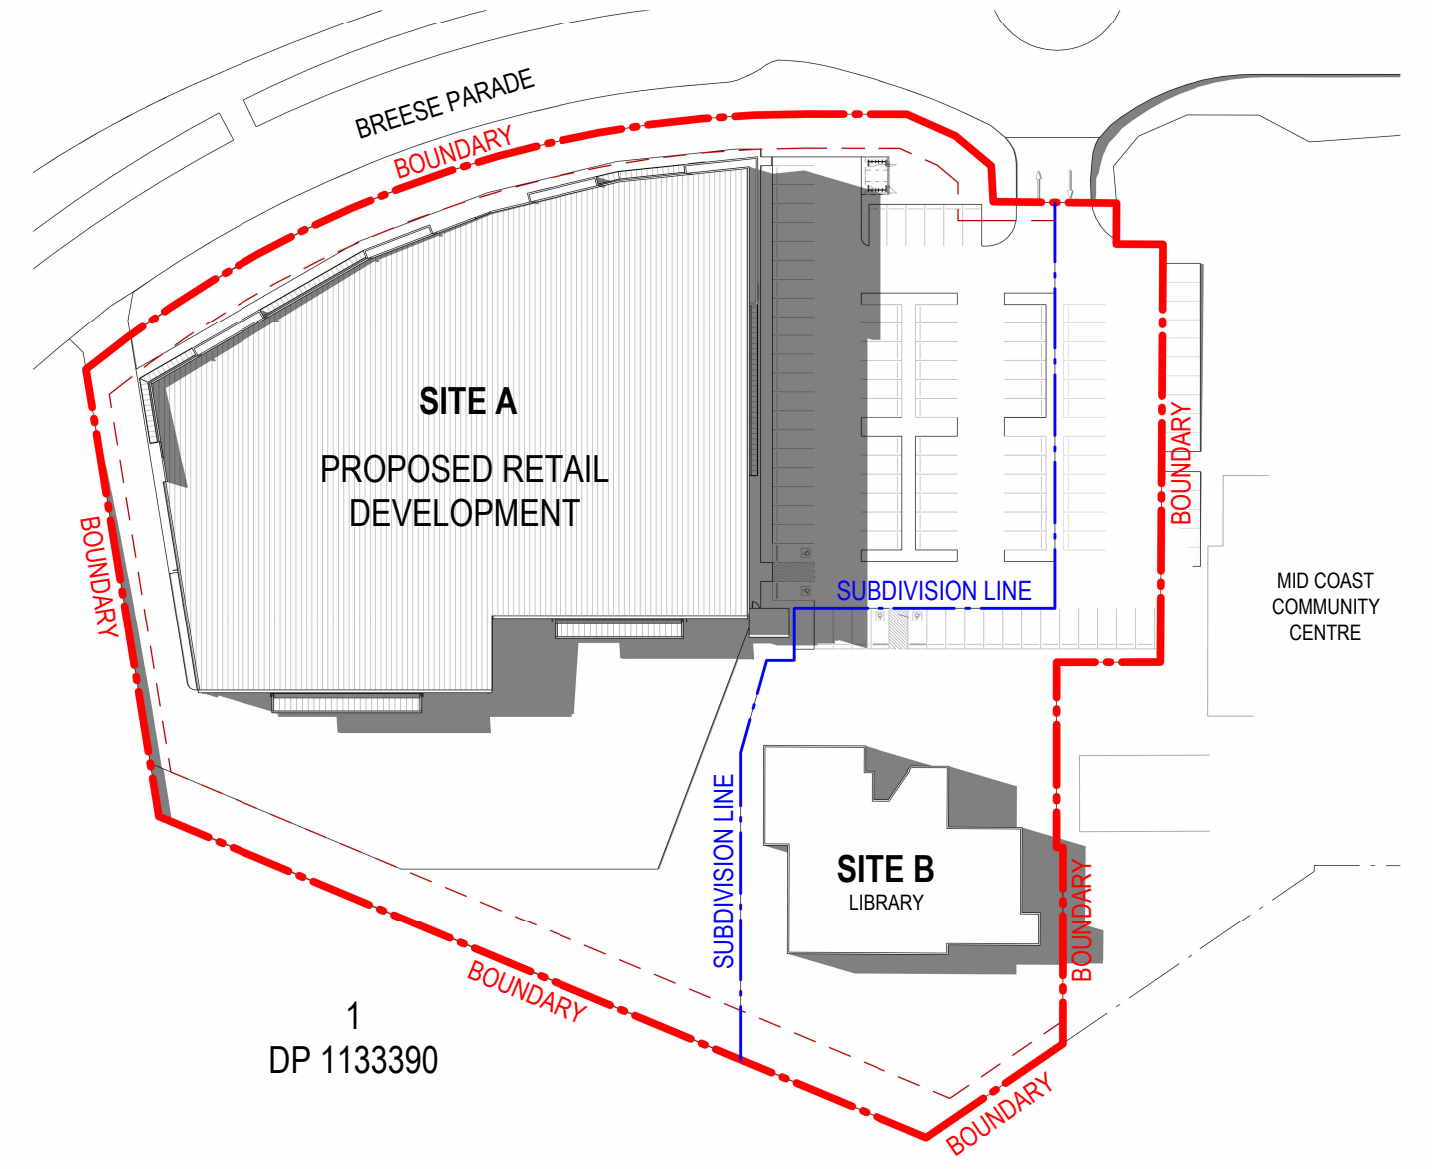 BREESE PARADE
BOUNDARY
SITE A
PROPOSED RETAIL
DEVELOPMENT
BOUNDARY
BOUNDARY
SUBDIVISION LINE
MID COAST
COMMUNITY
CENTRE
SUBDIVISION LINE
SITE B
LIBRARY
BOUNDARY
BOUNDARY
1
DP 1133390
BOUNDARY